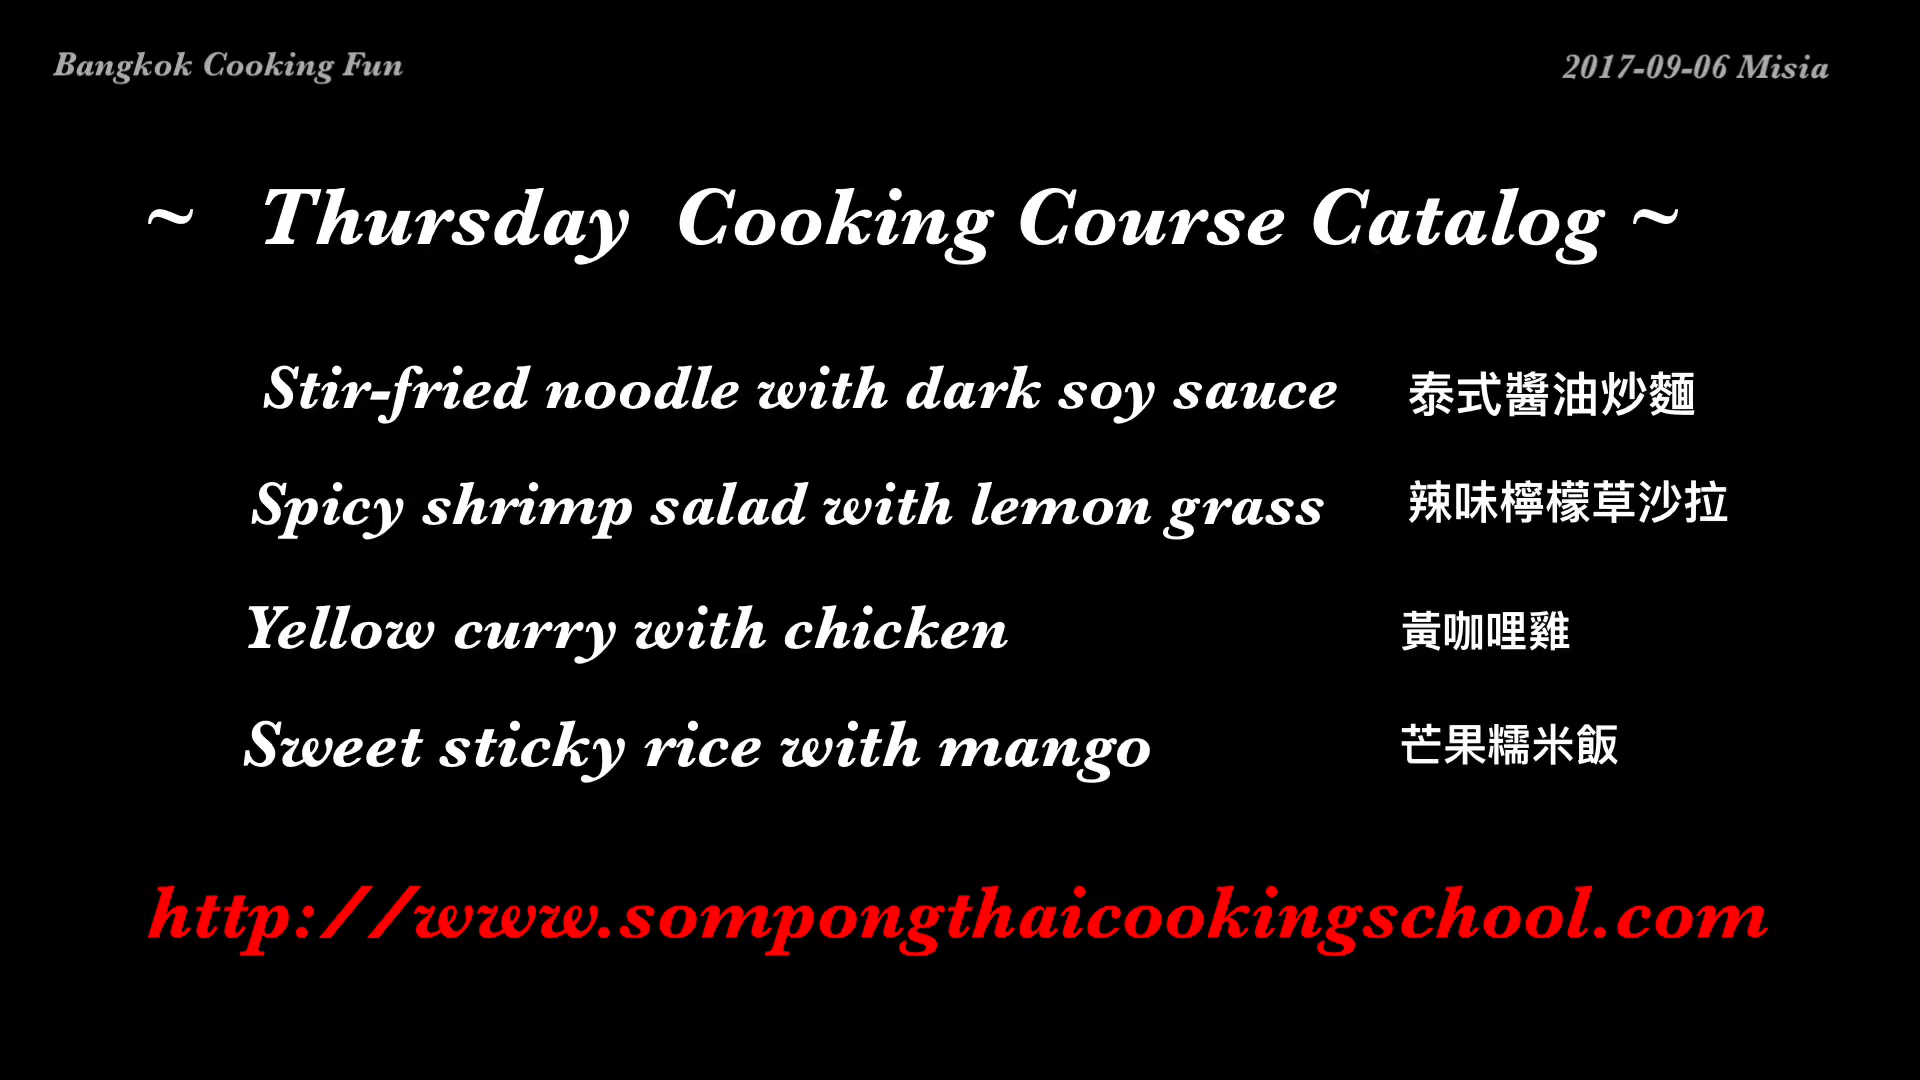 Bangkok Cooking Fun 2017-09-06 Misia
~ Thursday Cooking Course Catalog ~
Stir-fried noodle with dark soy sauce 泰式醬油炒麵
Spicy shrimp salad with lemon grass 辣味檸檬草沙拉
Yellow curry with chicken 黃咖哩雞
Sweet sticky rice with mango 芒果糯米飯
http://www.sompongthaicookingschool.com